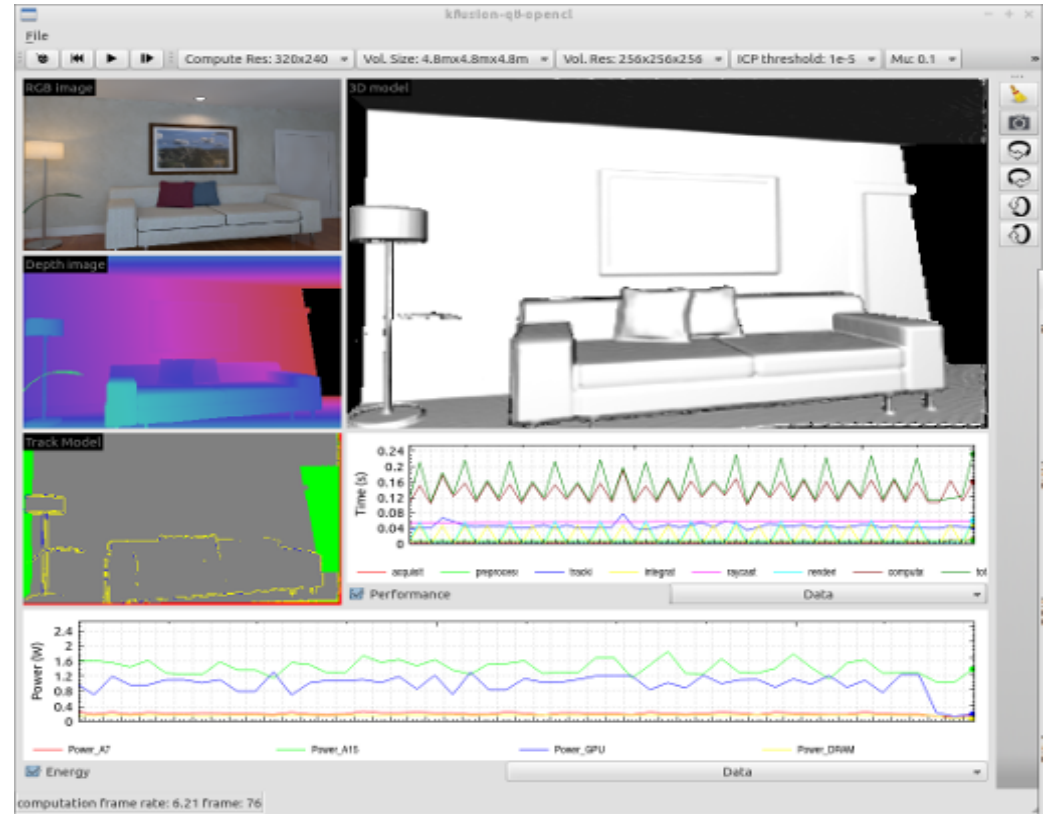 kfusion-qt-opencl
File
Compute Res: 320x240 Vol. Size: 4.8mx4.8mx4.8m Vol. Res: 256x256x256 ICP threshold: 1e-5 Mu: 0.1
RGB image
3D model
Depth image
Track Model
Time (s)
0.24
0.2
0.16
0.12
0.08
0.04
0
acquisit preprocess tracki integrat raycast render computa tot
Performance Data
Power (W)
2.4
2
1.6
1.2
0.8
0.4
0
Power_A7 Power_A15 Power_GPU Power_DRAM
Energy Data
computation frame rate: 6.21 frame: 76